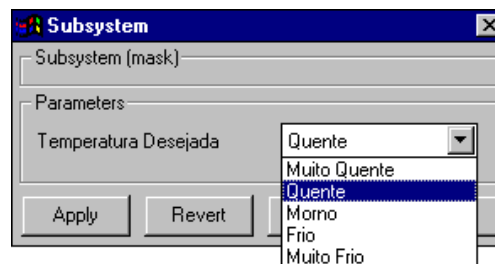 Subsystem
Subsystem (mask)
Parameters
Temperatura Desejada
Quente
Muito Quente
Quente
Morno
Frio
Muito Frio
Apply
Revert